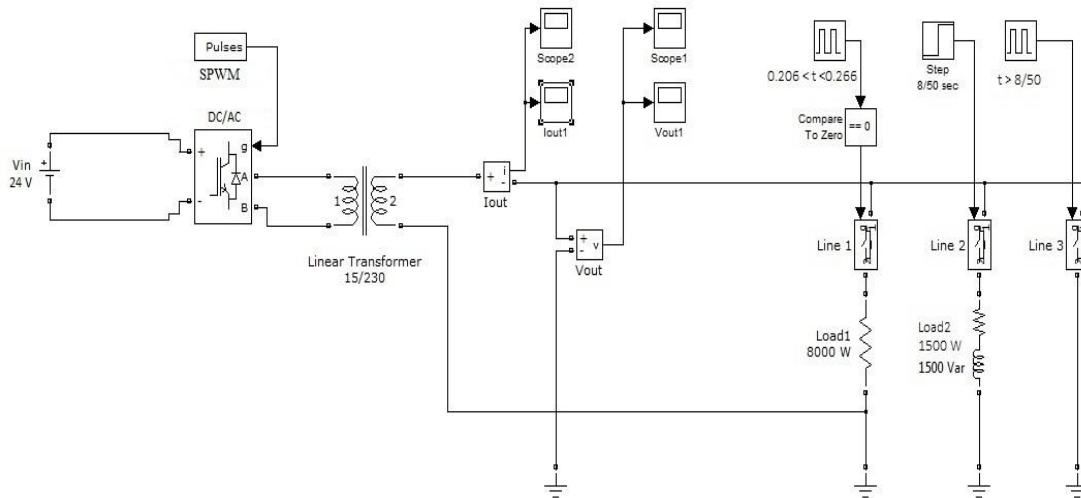 Pulses
SPWM
DC/AC
g
+
-
A
B
Vin
24 V
+
1
2
Linear Transformer
15/230
Scope2
Iout1
Scope1
Vout1
+
-
i
Iout
+
-
v
Vout
0.206 < t <0.266
Compare
To Zero
== 0
Step
8/50 sec
t > 8/50
Line 1
Line 2
Line 3
Load1
8000 W
Load2
1500 W
1500 Var